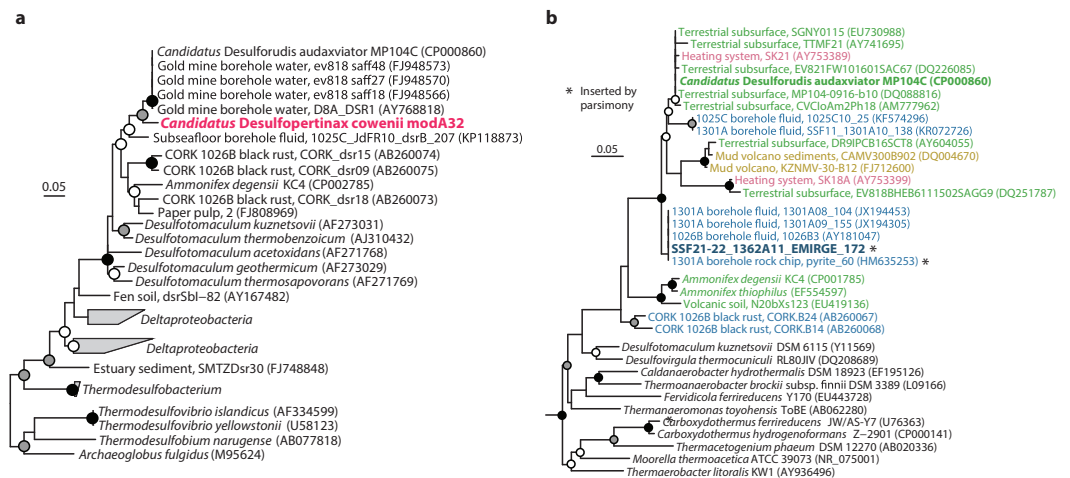 a
Candidatus Desulforudis audaxviator MP104C (CP000860)
Gold mine borehole water, ev818 saff48 (FJ948573)
Gold mine borehole water, ev818 saff27 (FJ948570)
Gold mine borehole water, ev818 saff18 (FJ948566)
Gold mine borehole water, D8A_DSR1 (AY768818)
Candidatus Desulfopertinax cowenii modA32
Subseafloor borehole fluid, 1025C_JdFR10_dsrB_207 (KP118873)
CORK 1026B black rust, CORK_dsr15 (AB260074)
CORK 1026B black rust, CORK_dsr09 (AB260075)
Ammonifex degensii KC4 (CP002785)
CORK 1026B black rust, CORK_dsr18 (AB260073)
Paper pulp, 2 (FJ808969)
Desulfotomaculum kuznetsovii (AF273031)
Desulfotomaculum thermobenzoicum (AJ310432)
Desulfotomaculum acetoxidans (AF271768)
Desulfotomaculum geothermicum (AF273029)
Desulfotomaculum thermosapovorans (AF271769)
Fen soil, dsrSbI−82 (AY167482)
Deltaproteobacteria
Deltaproteobacteria
Estuary sediment, SMTZDsr30 (FJ748848)
Thermodesulfobacterium
Thermodesulfovibrio islandicus (AF334599)
Thermodesulfovibrio yellowstonii (U58123)
Thermodesulfobium narugense (AB077818)
Archaeoglobus fulgidus (M95624)
0.05
b
Terrestrial subsurface, SGNY0115 (EU730988)
Terrestrial subsurface, TTMF21 (AY741695)
Heating system, SK21 (AY753389)
Terrestrial subsurface, EV821FW101601SAC67 (DQ226085)
Candidatus Desulforudis audaxviator MP104C (CP000860)
Terrestrial subsurface, MP104-0916-b10 (DQ088816)
Terrestrial subsurface, CVCloAm2Ph18 (AM777962)
1025C borehole fluid, 1025C10_25 (KF574296)
1301A borehole fluid, SSF11_1301A10_138 (KR072726)
Terrestrial subsurface, DR9IPCB16SCT8 (AY604055)
Mud volcano sediments, CAMV300B902 (DQ004670)
Mud volcano, KZNMV-30-B12 (FJ712600)
Heating system, SK18A (AY753399)
Terrestrial subsurface, EV818BHEB6111502SAGG9 (DQ251787)
1301A borehole fluid, 1301A08_104 (JX194453)
1301A borehole fluid, 1301A09_155 (JX194305)
1026B borehole fluid, 1026B3 (AY181047)
SSF21-22_1362A11_EMIRGE_172 *
1301A borehole rock chip, pyrite_60 (HM635253) *
Ammonifex degensii KC4 (CP001785)
Ammonifex thiophilus (EF554597)
Volcanic soil, N20bXs123 (EU419136)
CORK 1026B black rust, CORK.B24 (AB260067)
CORK 1026B black rust, CORK.B14 (AB260068)
Desulfotomaculum kuznetsovii DSM 6115 (Y11569)
Desulfovirgula thermocuniculi RL80JIV (DQ208689)
Caldanaerobacter hydrothermalis DSM 18923 (EF195126)
Thermoanaerobacter brockii subsp. finnii DSM 3389 (L09166)
Fervidicola ferrireducens Y170 (EU443728)
Thermanaeromonas toyohensis ToBE (AB062280)
Carboxydothermus ferrireducens JW/AS-Y7 (U76363)
Carboxydothermus hydrogenoformans Z−2901 (CP000141)
Thermacetogenium phaeum DSM 12270 (AB020336)
Moorella thermoacetica ATCC 39073 (NR_075001)
Thermaerobacter litoralis KW1 (AY936496)
* Inserted by
parsimony
0.05